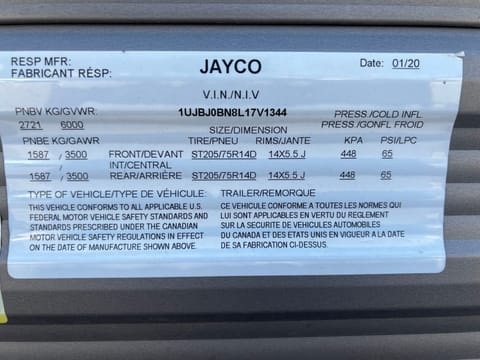 RESP MFR: JAYCO Date: 01/20
FABRICANT RÉSP:
V.I.N./N.I.V
PNBV KG/GVWR: 1UJBJ0BN8L17V1344 PRESS/COLD INFL
2721 6000 SIZE/DIMENSION PRESS/GONFL FROID
PNBE KG/GAWR TIRE/PNEU RIMS/JANTE KPA PSI/LPC
1587 / 3500 FRONT/DEVANT ST205/75R14D 14X5.5 J 448 65
INT/CENTRAL
1587 / 3500 REAR/ARRIÈRE ST205/75R14D 14X5.5 J 448 65
TYPE OF VEHICLE/TYPE DE VÉHICULE: TRAILER/REMORQUE
THIS VEHICLE CONFORMS TO ALL APPLICABLE U.S. CE VEHICULE CONFORME A TOUTES LES NORMES QUI
FEDERAL MOTOR VEHICLE SAFETY STANDARDS AND LUI SONT APPLICABLES EN VERTU DU REGLEMENT
STANDARDS PRESCRIBED UNDER THE CANADIAN SUR LA SECURITE DE VEHICULES AUTOMOBILES
MOTOR VEHICLE SAFETY REGULATIONS IN EFFECT DU CANADA ET DES ETATS UNIS EN VIGUEUR A LA DATE
ON THE DATE OF MANUFACTURE SHOWN ABOVE. DE SA FABRICATION CI-DESSUS.